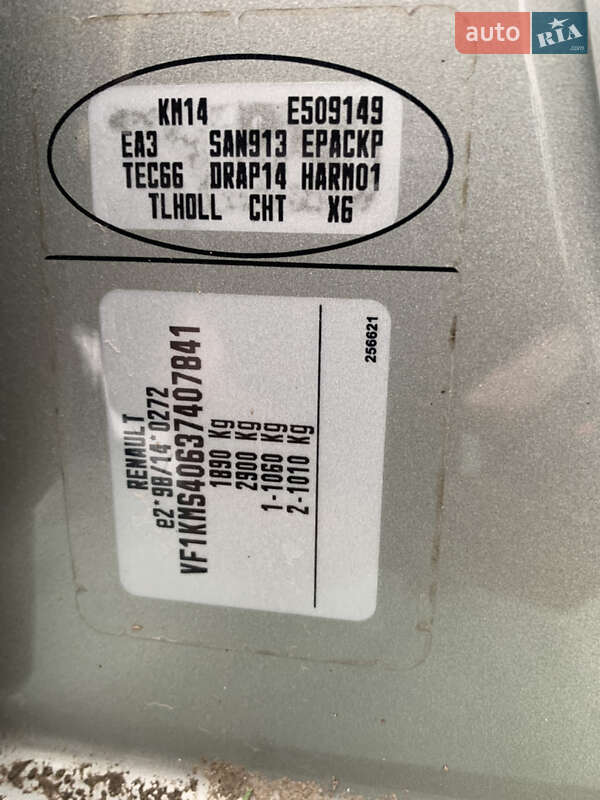 auto RIA .com
KM14 E509149
EA3 SAN913 EPACKP
TEC66 DRAP14 HARM01
TLHOLL CHT X6
RENAULT
e2*98/14*0272
VF1KMS40637407841
1890 Kg
2900 Kg
1-1060 Kg
2-1010 Kg
256621